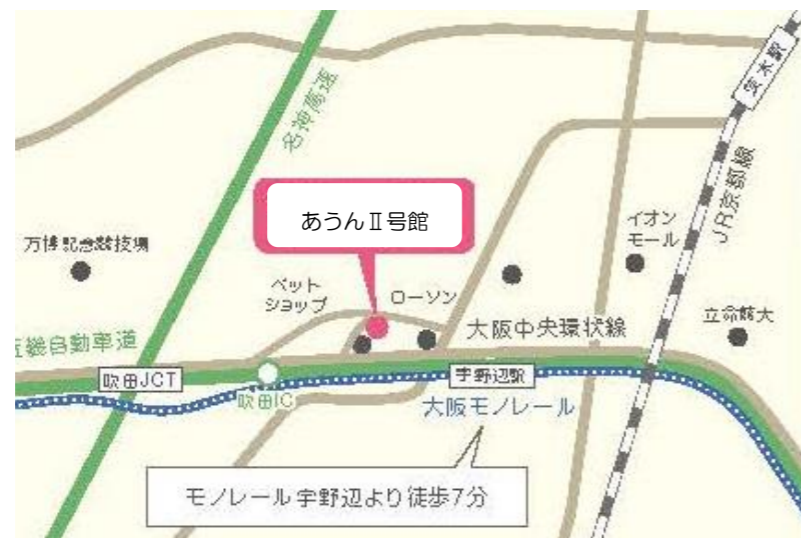 茨木駅
名神高速
JR京都線
あうんⅡ号館
イオン
モール
万博記念競技場
ペット
ショップ
ローソン
大阪中央環状線
立命館大
近畿自動車道
吹田JCT
宇野辺駅
吹田IC
大阪モノレール
モノレール宇野辺より徒歩7分